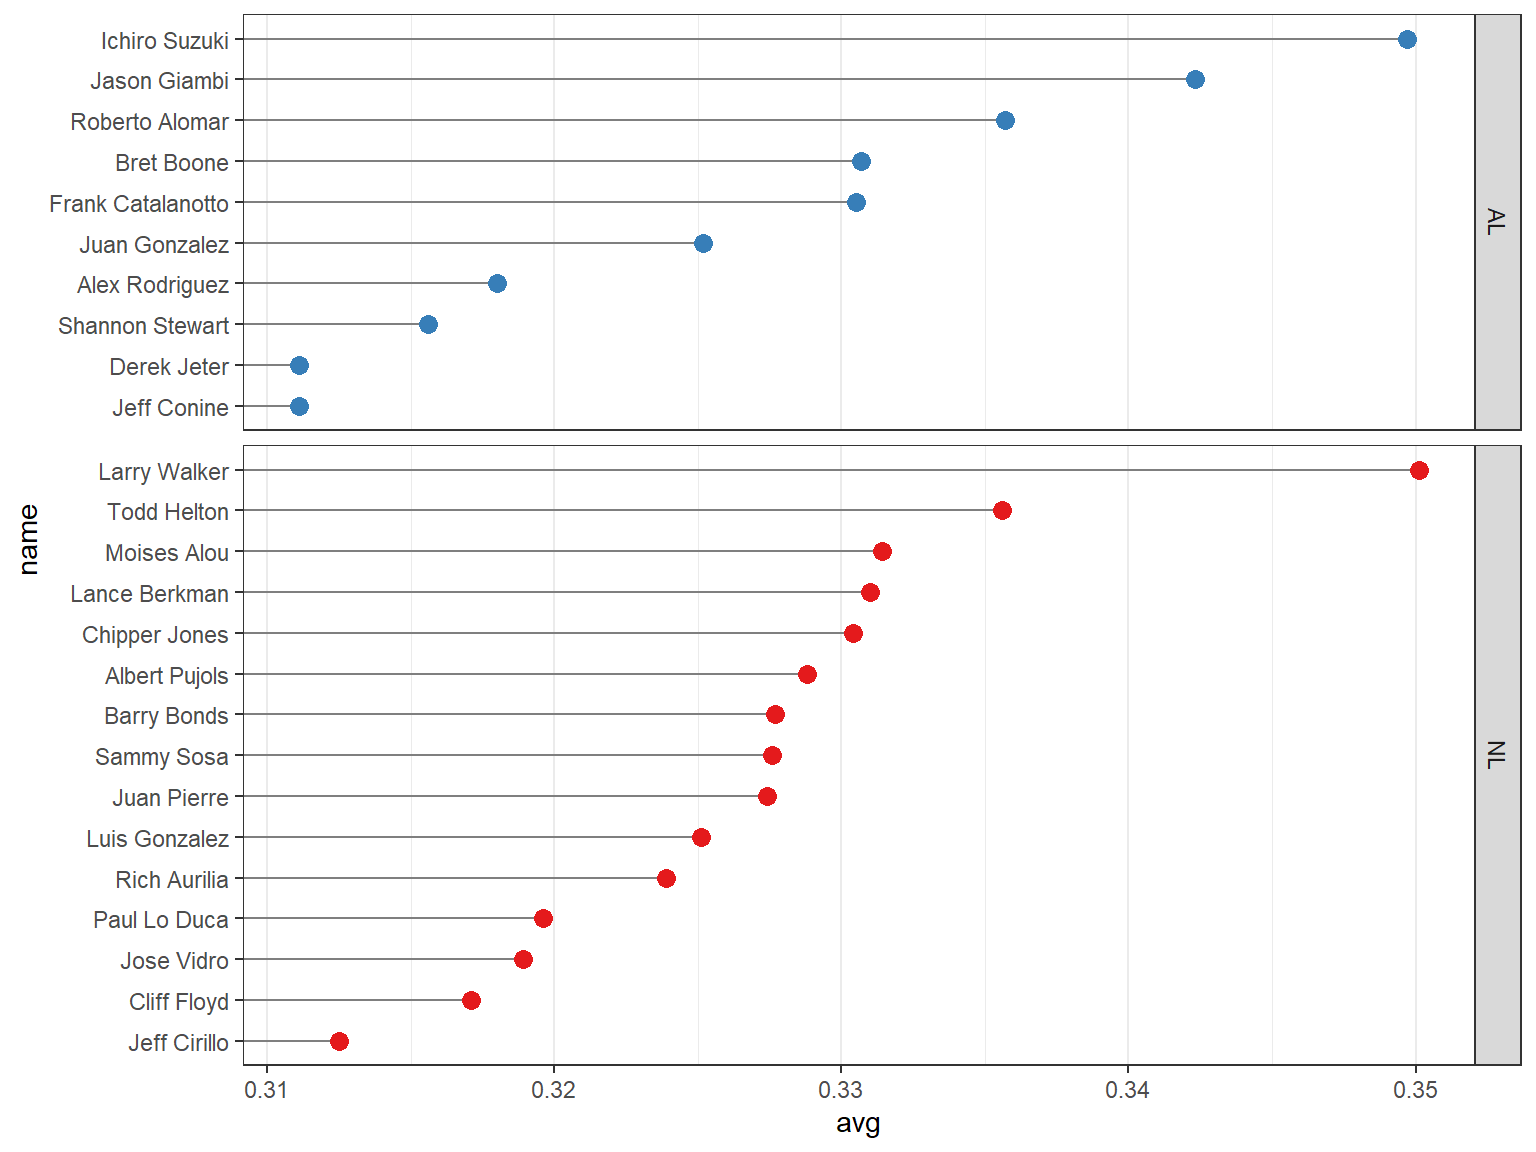 Ichiro Suzuki
Jason Giambi
Roberto Alomar
Bret Boone
Frank Catalanotto
Juan Gonzalez
Alex Rodriguez
Shannon Stewart
Derek Jeter
Jeff Conine
AL
Larry Walker
Todd Helton
Moises Alou
Lance Berkman
Chipper Jones
Albert Pujols
Barry Bonds
Sammy Sosa
Juan Pierre
Luis Gonzalez
Rich Aurilia
Paul Lo Duca
Jose Vidro
Cliff Floyd
Jeff Cirillo
NL
name
0.31 0.32 0.33 0.34 0.35
avg